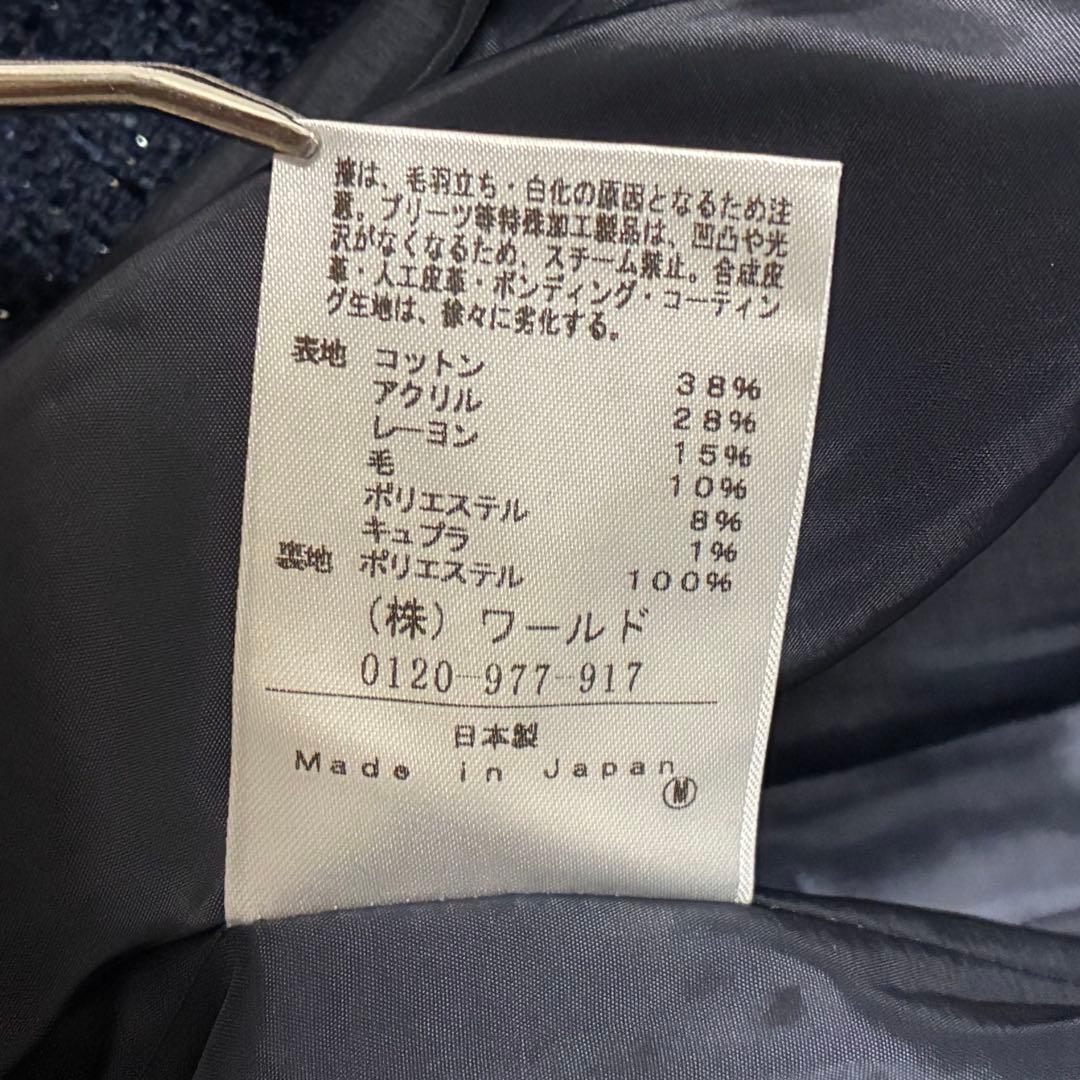 擦は、毛羽立ち・白化の原因となるため注
意。プリーツ等特殊加工製品は、凹凸や光
沢がなくなるため、スチーム禁止。合成皮
革・人工皮革・ボンディング・コーティン
グ生地は、徐々に劣化する。
表地 コットン 38%
アクリル 28%
レーヨン 15%
毛 10%
ポリエステル 8%
キュプラ 1%
裏地 ポリエステル 100%
(株) ワールド
0120-977-917
日本製
Made in Japan
Ⓜ